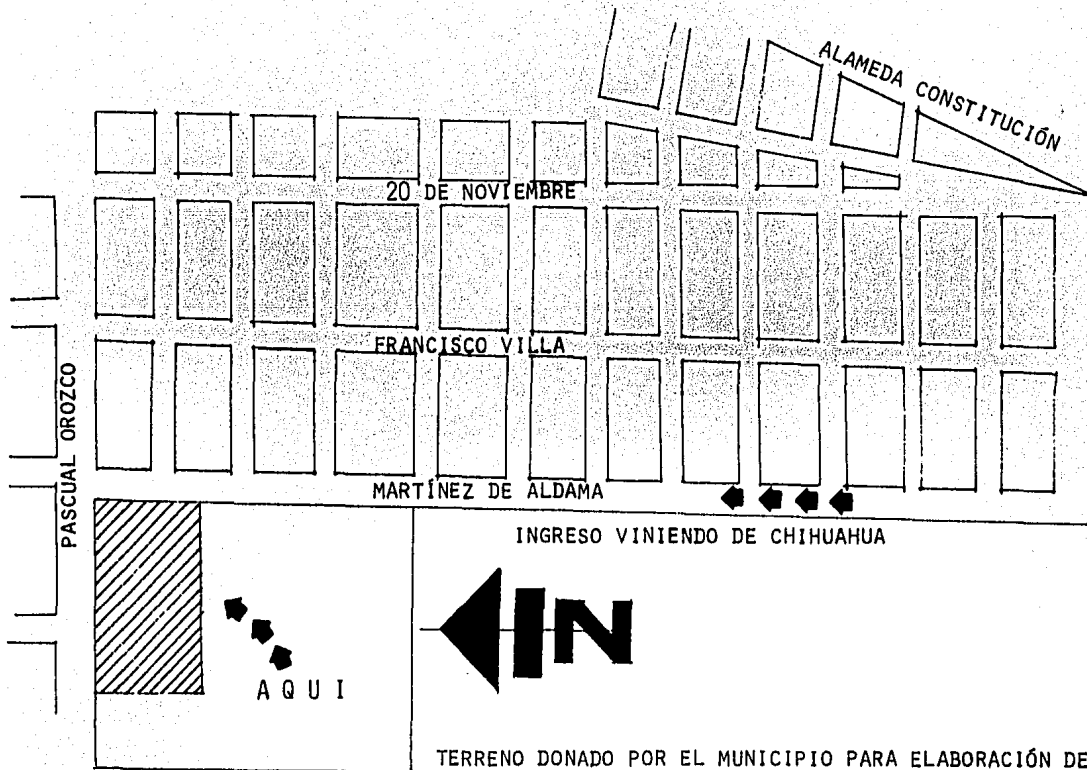 ALAMEDA CONSTITUCIÓN
20 DE NOVIEMBRE
FRANCISCO VILLA
PASCUAL OROZCO
MARTÍNEZ DE ALDAMA
INGRESO VINIENDO DE CHIHUAHUA
N
AQUI
TERRENO DONADO POR EL MUNICIPIO PARA ELABORACIÓN DE